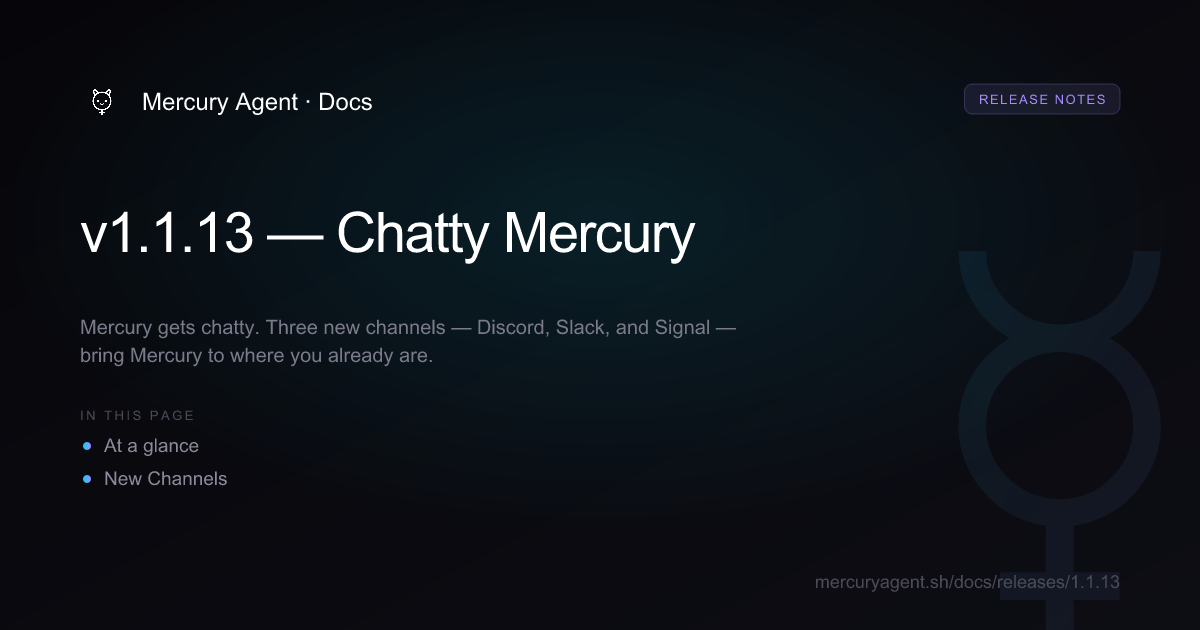 Mercury Agent · Docs
RELEASE NOTES
v1.1.13 — Chatty Mercury
Mercury gets chatty. Three new channels — Discord, Slack, and Signal —
bring Mercury to where you already are.
IN THIS PAGE
At a glance
New Channels
mercuryagent.sh/docs/releases/1.1.13